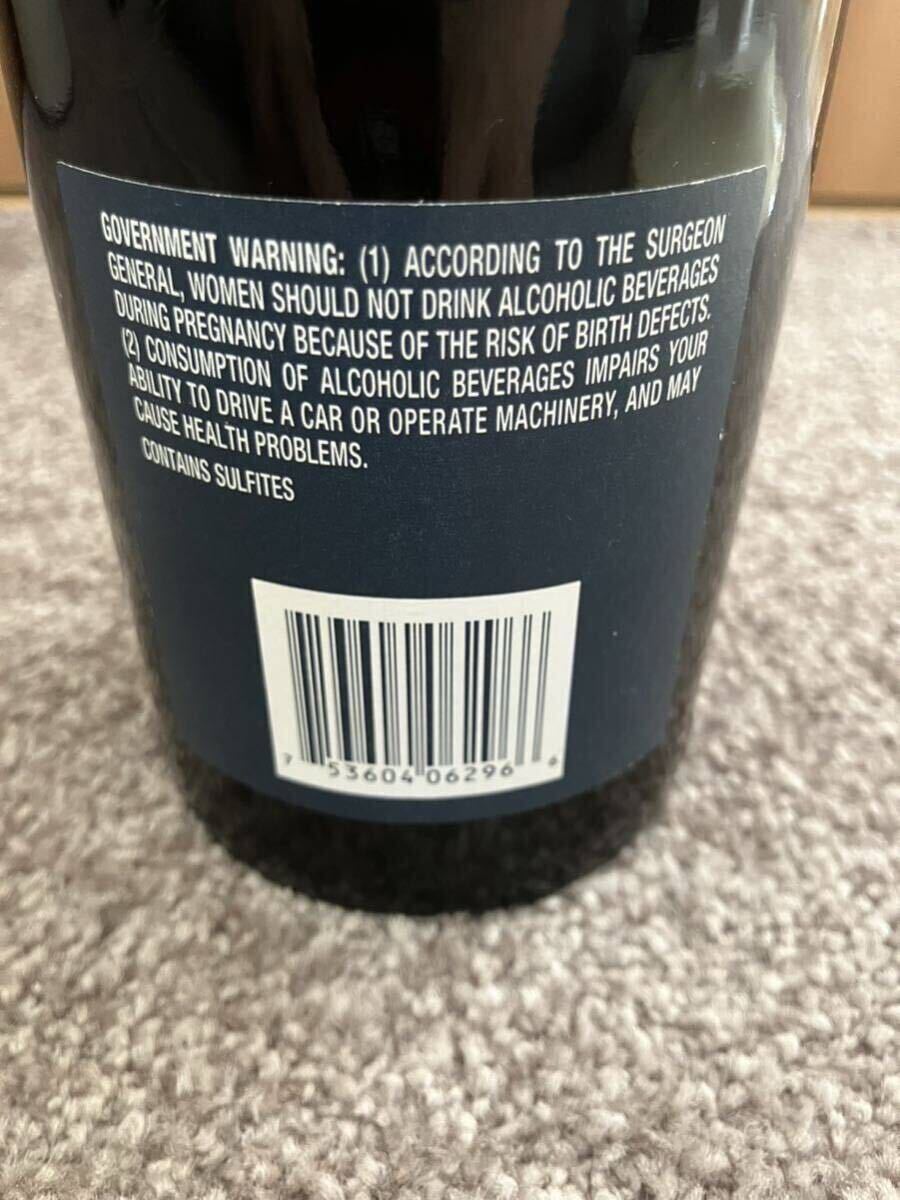 GOVERNMENT WARNING: (1) ACCORDING TO THE SURGEON
GENERAL, WOMEN SHOULD NOT DRINK ALCOHOLIC BEVERAGES
DURING PREGNANCY BECAUSE OF THE RISK OF BIRTH DEFECTS.
(2) CONSUMPTION OF ALCOHOLIC BEVERAGES IMPAIRS YOUR
ABILITY TO DRIVE A CAR OR OPERATE MACHINERY, AND MAY
CAUSE HEALTH PROBLEMS.
CONTAINS SULFITES
7 53604 06296 6